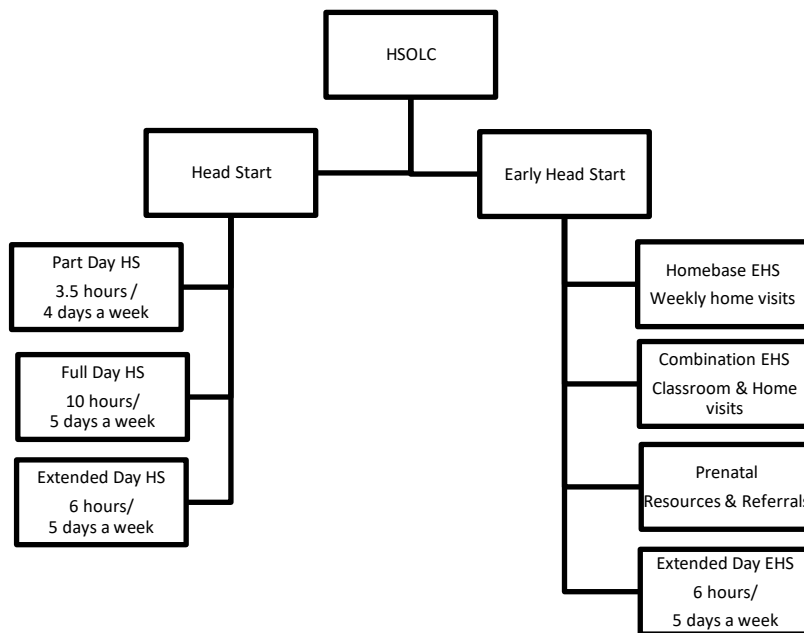 HSOLC
Head Start
Early Head Start
Part Day HS
3.5 hours /
4 days a week
Full Day HS
10 hours/
5 days a week
Extended Day HS
6 hours/
5 days a week
Homebase EHS
Weekly home visits
Combination EHS
Classroom & Home
visits
Prenatal
Resources & Referrals
Extended Day EHS
6 hours/
5 days a week